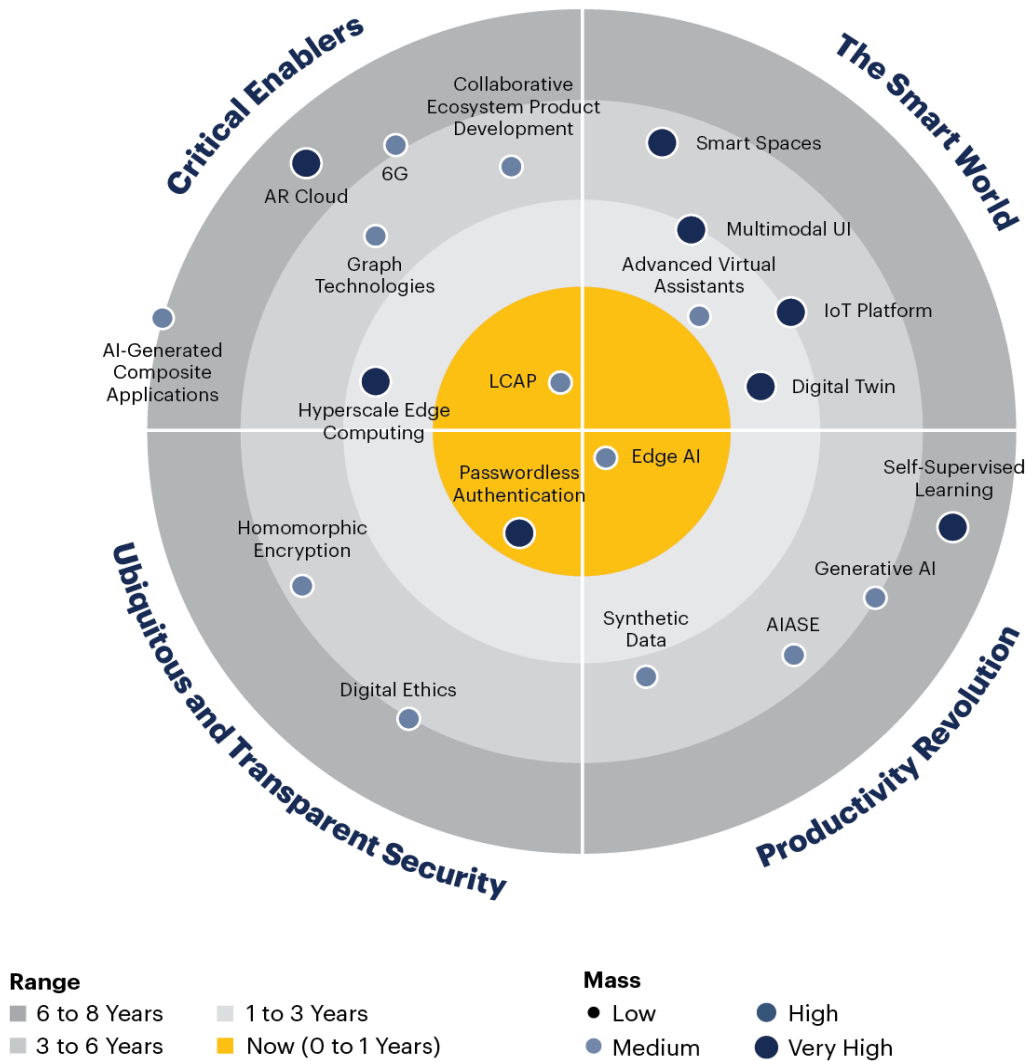 Critical Enablers
The Smart World
Collaborative
Ecosystem Product
Development
Smart Spaces
6G
AR Cloud
Multimodal UI
Graph
Technologies
Advanced Virtual
Assistants
IoT Platform
AI-Generated
Composite
Applications
LCAP
Digital Twin
Hyperscale Edge
Computing
Edge AI
Passwordless
Authentication
Self-Supervised
Learning
Homomorphic
Encryption
Generative AI
Synthetic
Data
AIASE
Digital Ethics
Ubiquitous and Transparent Security
Productivity Revolution
Range
6 to 8 Years
1 to 3 Years
3 to 6 Years
Now (0 to 1 Years)
Mass
Low
High
Medium
Very High